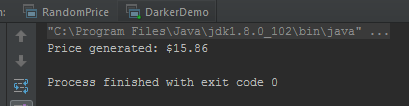 RandomPrice DarkerDemo
"C:\Program Files\Java\jdk1.8.0_102\bin\java" ...
Price generated: $15.86
Process finished with exit code 0